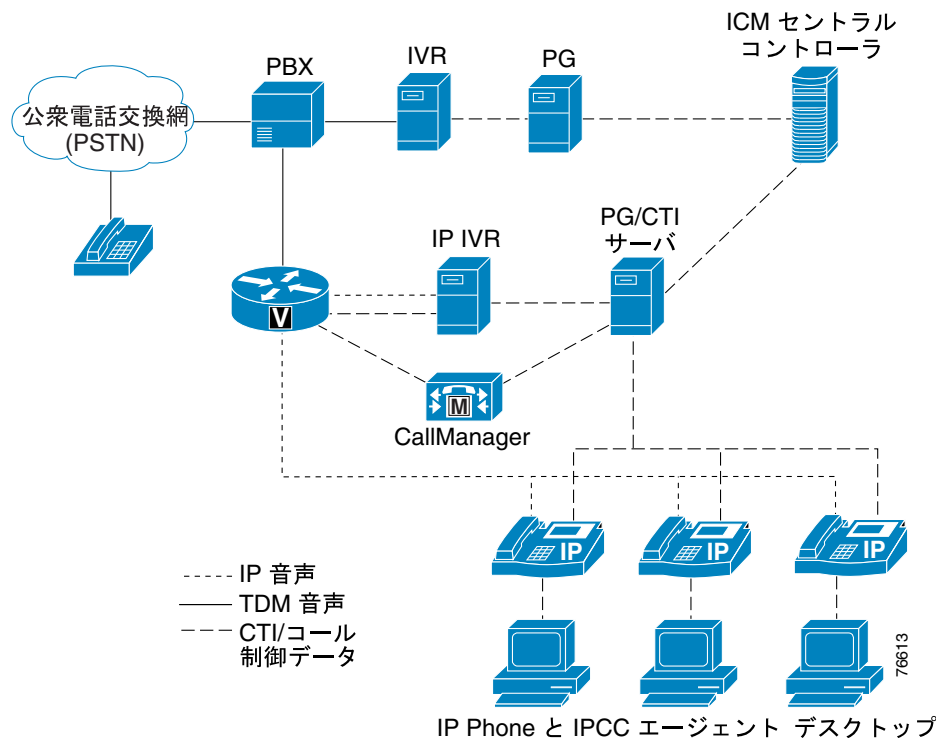 ICM セントラル
コントローラ
IVR
PG
PBX
公衆電話交換網
(PSTN)
PG/CTI
サーバ
IP IVR
V
M
CallManager
IP
IP
IP
IP 音声
TDM 音声
CTI/コール
制御データ
76613
IP Phone と IPCC エージェント デスクトップ